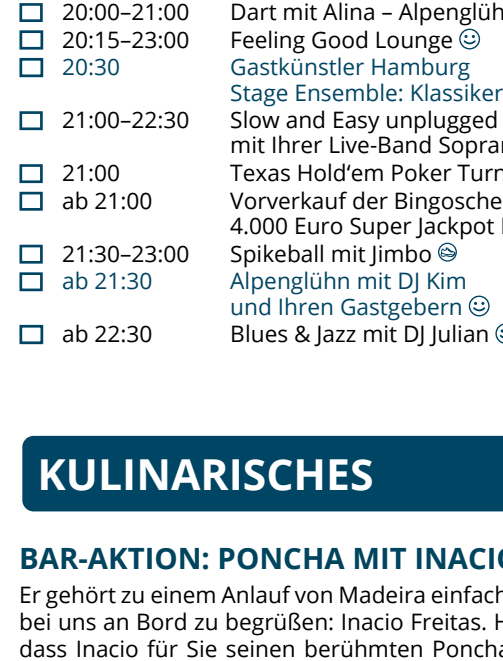 20:00–21:00 Dart mit Alina – Alpenglüh
20:15–23:00 Feeling Good Lounge
20:30 Gastkünstler Hamburg
Stage Ensemble: Klassiker
21:00–22:30 Slow and Easy unplugged
mit Ihrer Live-Band Sopran
21:00 Texas Hold‘em Poker Turn
ab 21:00 Vorverkauf der Bingosche
4.000 Euro Super Jackpot
21:30–23:00 Spikeball mit Jimbo
ab 21:30 Alpenglühn mit DJ Kim
und Ihren Gastgebern
ab 22:30 Blues & Jazz mit DJ Julian
KULINARISCHES
BAR-AKTION: PONCHA MIT INACIO
Er gehört zu einem Anlauf von Madeira einfach
bei uns an Bord zu begrüßen: Inacio Freitas. H
dass Inacio für Sie seinen berühmten Poncha